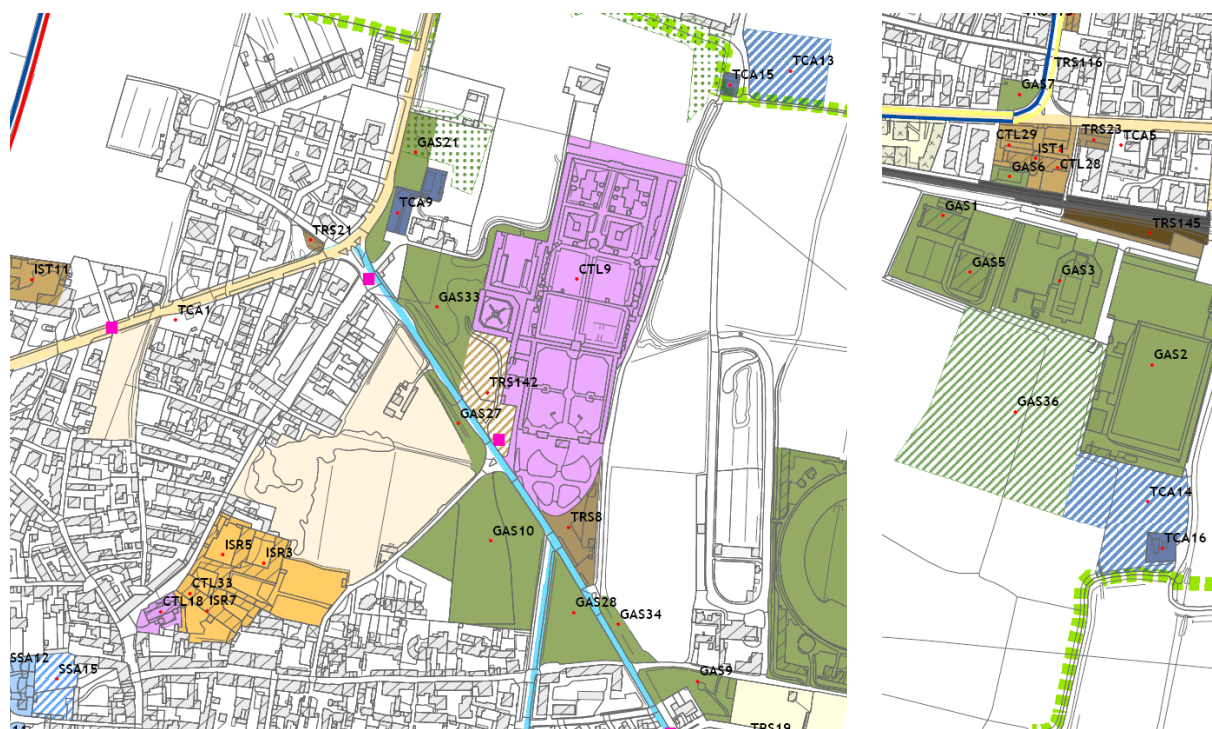 TCA13
TCA15
GAS21
TCA9
TRS21
IST11
CTL9
GAS33
TCA1
TRS142
GAS27
TRS8
GAS10
ISR5
ISR3
CTL33
ISR7
CTL18
GAS28
GAS34
SSA12
SSA15
GAS9
TRS19
TRS116
GAS7
TRS23
CTL29
TCA5
IST1
GAS6
CTL28
GAS1
TRS145
GAS5
GAS3
GAS2
GAS36
TCA14
TCA16